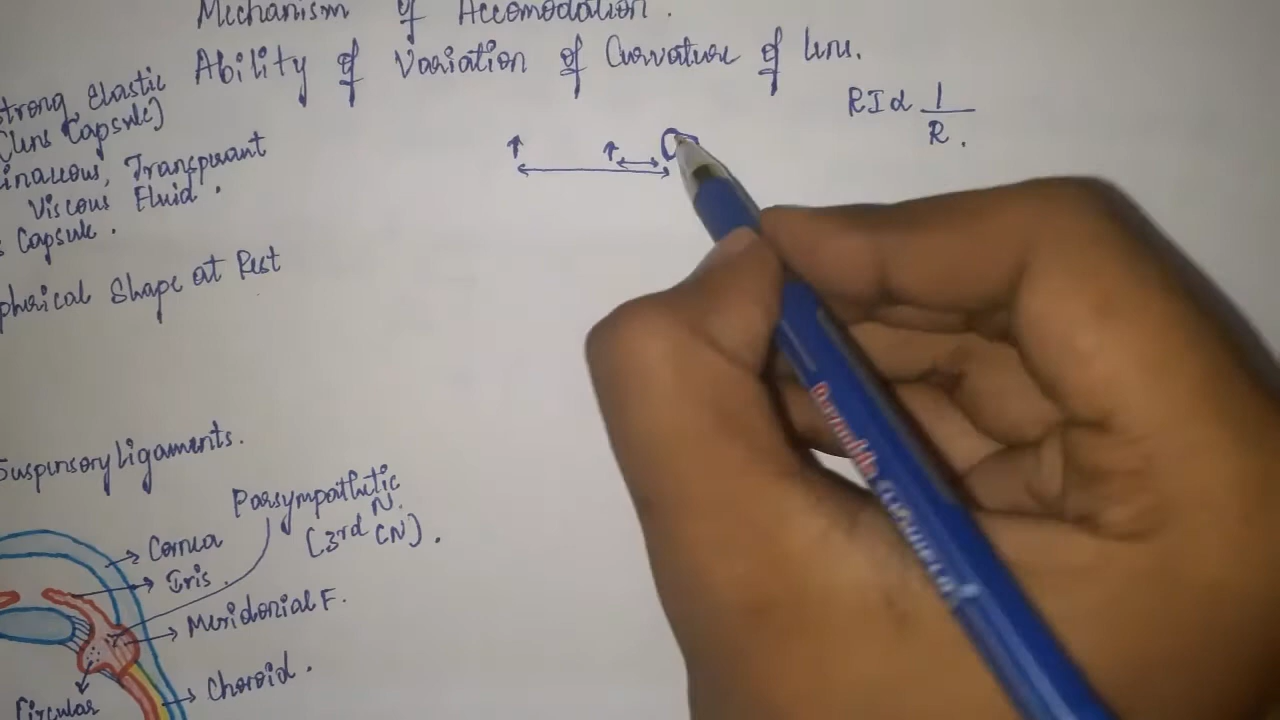 Mechanism of Accomodation.
Ability of Variation of Curvature of lens.
RI α 1/R.
Strong Elastic
(Lens Capsule)
Transparant
Viscous Fluid.
Capsule.
Shape at Rest
Suspensory ligaments.
Parsympathetic N.
(3rd CN).
Cornea
Iris.
Meridonial F.
Choroid.
Circular